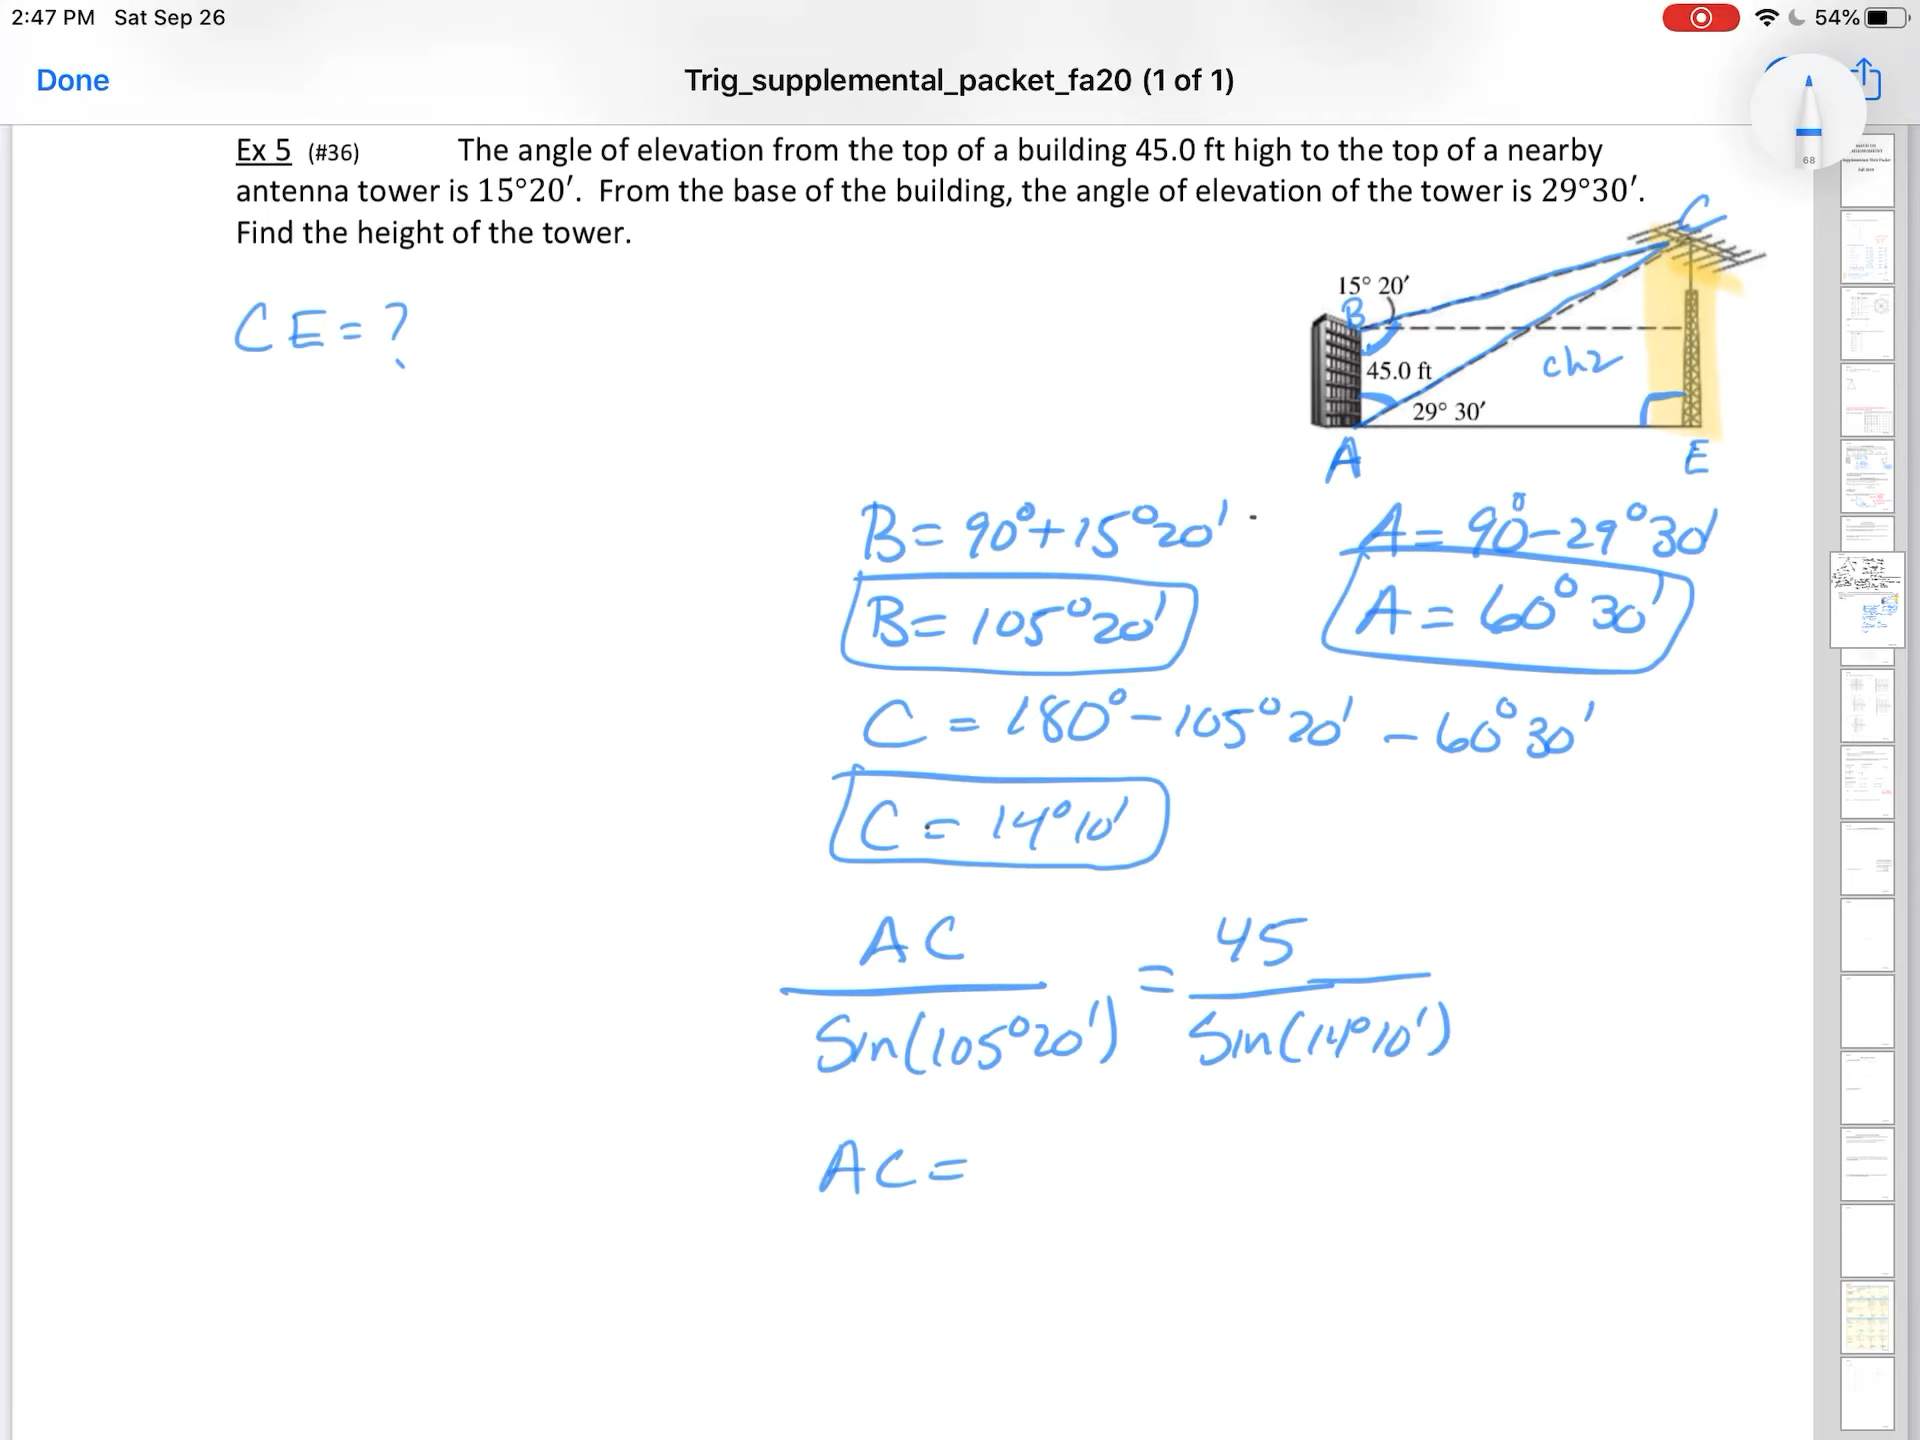 2:47 PM Sat Sep 26
54%
Done
Trig_supplemental_packet_fa20 (1 of 1)
68
Ex 5 (#36) The angle of elevation from the top of a building 45.0 ft high to the top of a nearby
antenna tower is 15°20′. From the base of the building, the angle of elevation of the tower is 29°30′.
Find the height of the tower.
C
15° 20′
B
CE = ?
ch2
45.0 ft
29° 30′
A E
B = 90° + 15°20' A = 90° - 29°30'
B = 105°20' A = 60°30'
C = 180° - 105°20' - 60°30'
C = 14°10'
AC = 45
Sin(105°20') Sin(14°10')
AC =